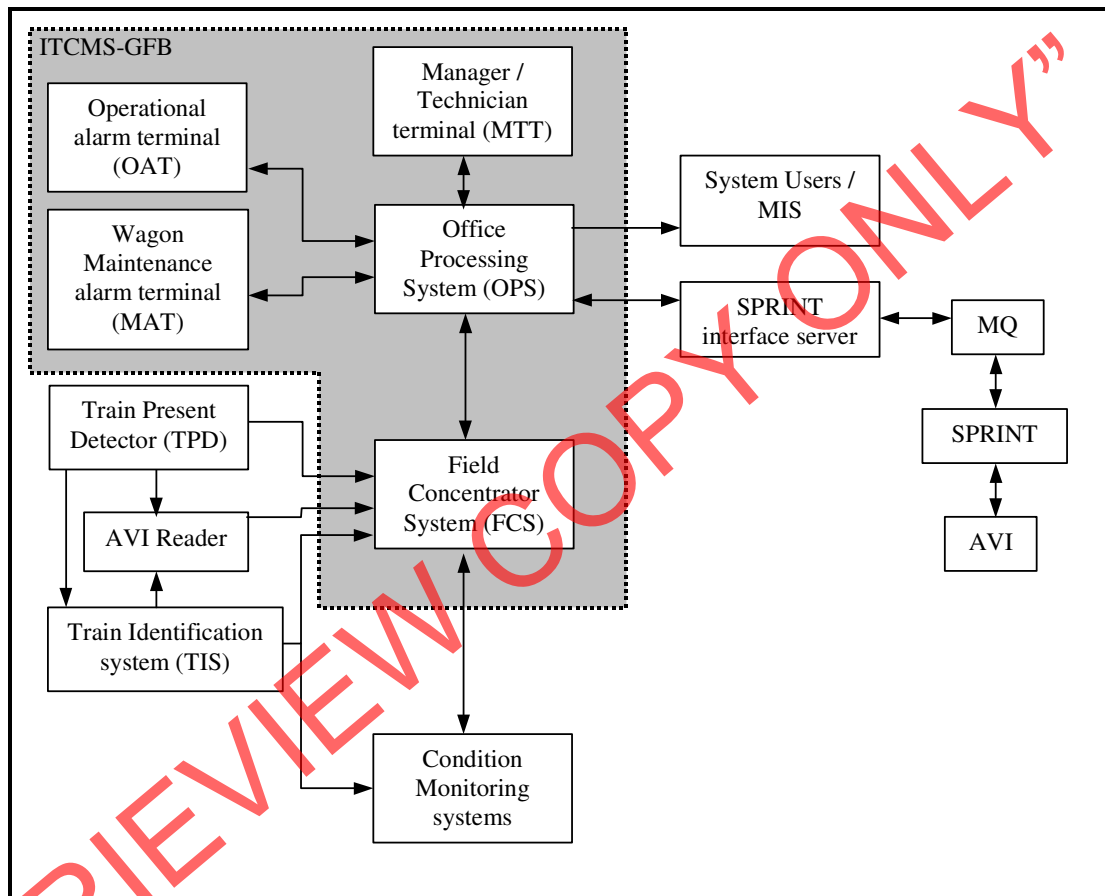 ITCMS-GFB
Manager /
Technician
terminal (MTT)
Operational
alarm terminal
(OAT)
System Users /
MIS
Wagon
Maintenance
alarm terminal
(MAT)
Office
Processing
System (OPS)
SPRINT
interface server
MQ
Train Present
Detector (TPD)
SPRINT
Field
Concentrator
System (FCS)
AVI Reader
AVI
Train Identification
system (TIS)
Condition
Monitoring
systems
RIEVIEW COPY ONLY”